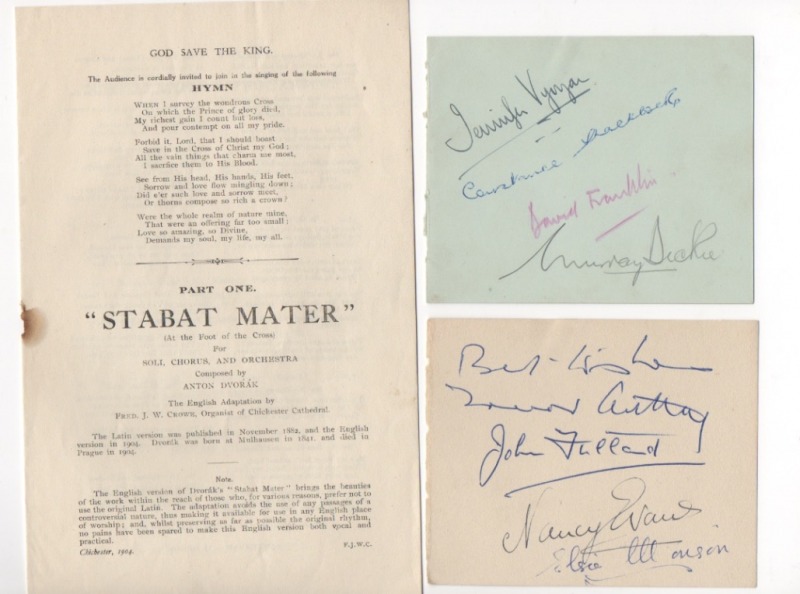 GOD SAVE THE KING.
The Audience is cordially invited to join in the singing of the following
HYMN
WHEN I survey the wondrous Cross
On which the Prince of glory died,
My richest gain I count but loss,
And pour contempt on all my pride.
Forbid it, Lord, that I should boast
Save in the Cross of Christ my God;
All the vain things that charm me most,
I sacrifice them to His Blood.
See from His Head, His Hands, His Feet,
Sorrow and love flow mingling down;
Did e'er such love and sorrow meet,
Or thorns compose so rich a crown?
Were the whole realm of nature mine,
That were an offering far too small;
Love so amazing, so Divine,
Demands my soul, my life, my all.
PART ONE.
"STABAT MATER"
(At the Foot of the Cross)
For
SOLI, CHORUS, AND ORCHESTRA
Composed by
ANTON DVOŘÁK
The English Adaptation by
FRED. J. W. CROWE, Organist of Chichester Cathedral.
The Latin version was published in November 1882, and the English
version in 1904. Dvořák was born at Mulhausen in 1841, and died in
Prague in 1904.
Note.
The English version of Dvořák's "Stabat Mater" brings the beauties
of the work within the reach of those who, for various reasons, prefer not to
use the original Latin. The adaptation avoids the use of any passages of a
controversial nature, thus making it available for use in any English place
of worship; and, whilst preserving as far as possible the original rhythm,
no pains have been spared to make this English version both vocal and
practical.
Chichester, 1904.
F.J.W.C.
Jennifer Vyvyan
Constance Shacklock
David Franklin
Murray Dickie
Best Wishes
Trevor Anthony
John Fullard
Nancy Evans
Elsie Morison